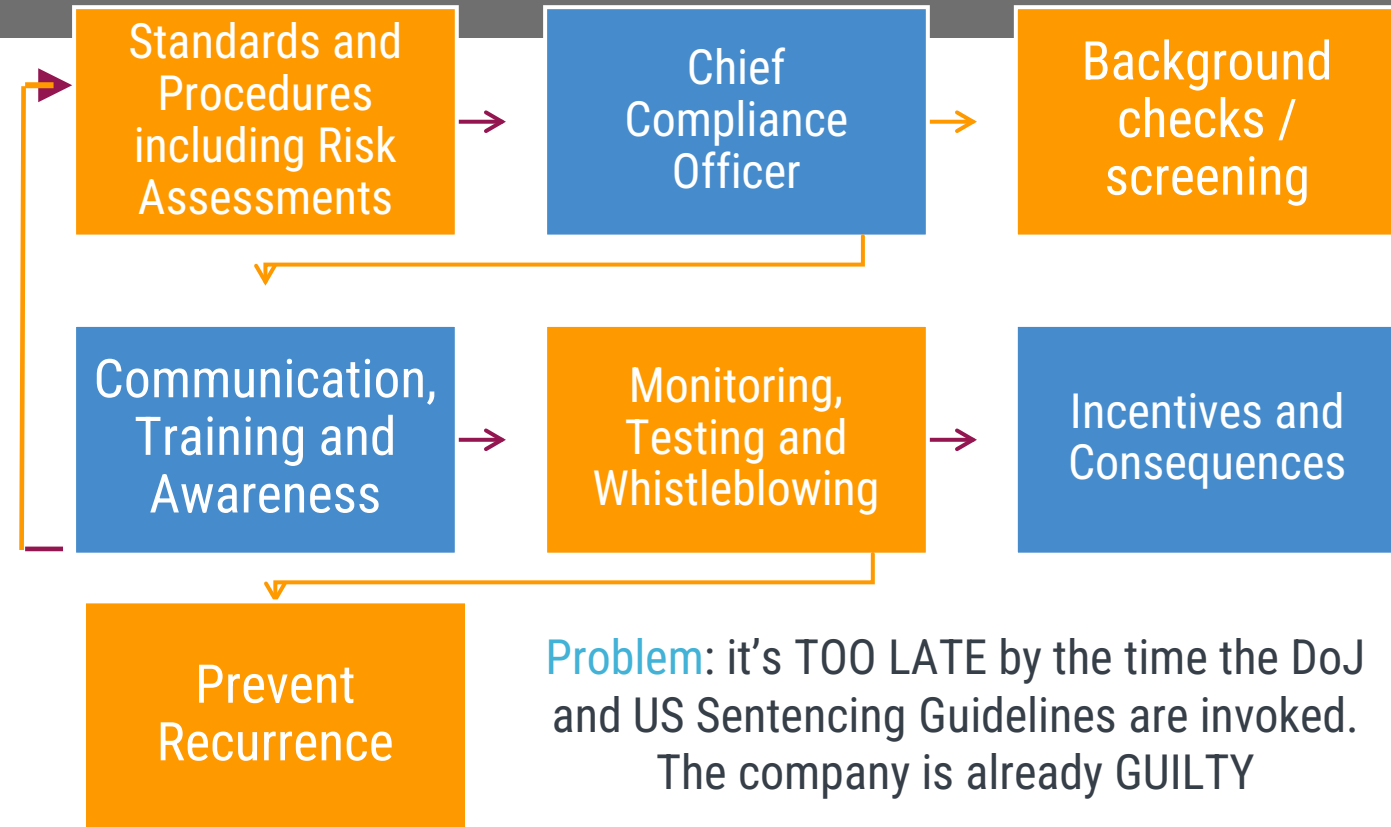 Standards and
Procedures
including Risk
Assessments
Chief
Compliance
Officer
Background
checks /
screening
Communication,
Training and
Awareness
Monitoring,
Testing and
Whistleblowing
Incentives and
Consequences
Prevent
Recurrence
Problem: it’s TOO LATE by the time the DoJ
and US Sentencing Guidelines are invoked.
The company is already GUILTY